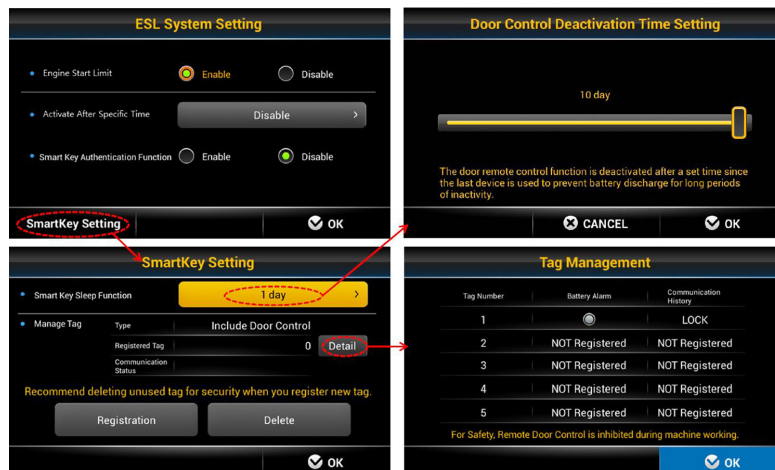 ESL System Setting
Engine Start Limit
Enable
Disable
Activate After Specific Time
Disable
Smart Key Authentication Function
Enable
Disable
SmartKey Setting
OK
Door Control Deactivation Time Setting
10 day
The door remote control function is deactivated after a set time since
the last device is used to prevent battery discharge for long periods
of inactivity.
CANCEL
OK
SmartKey Setting
Smart Key Sleep Function
1 day
Manage Tag
Type
Include Door Control
Registered Tag
0
Detail
Communication
Status
Recommend deleting unused tag for security when you register new tag.
Registration
Delete
OK
Tag Management
Tag Number
Battery Alarm
Communication
History
1
LOCK
2
NOT Registered
NOT Registered
3
NOT Registered
NOT Registered
4
NOT Registered
NOT Registered
5
NOT Registered
NOT Registered
For Safety, Remote Door Control is inhibited during machine working.
OK